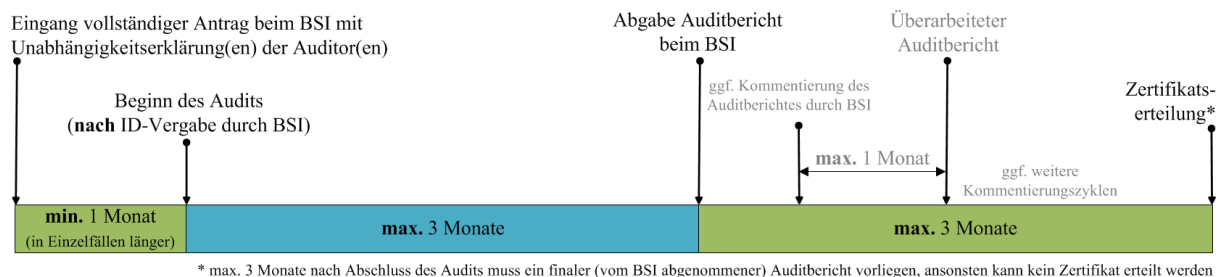 Eingang vollständiger Antrag beim BSI mit
Unabhängigkeitserklärung(en) der Auditor(en)
Beginn des Audits
(nach ID-Vergabe durch BSI)
Abgabe Auditbericht
beim BSI
ggf. Kommentierung des
Auditberichtes durch BSI
Überarbeiteter
Auditbericht
max. 1 Monat
ggf. weitere
Kommentierungszyklen
Zertifikats-
erteilung*
min. 1 Monat
(in Einzelfällen länger)
max. 3 Monate
max. 3 Monate
* max. 3 Monate nach Abschluss des Audits muss ein finaler (vom BSI abgenommener) Auditbericht vorliegen, ansonsten kann kein Zertifikat erteilt werden